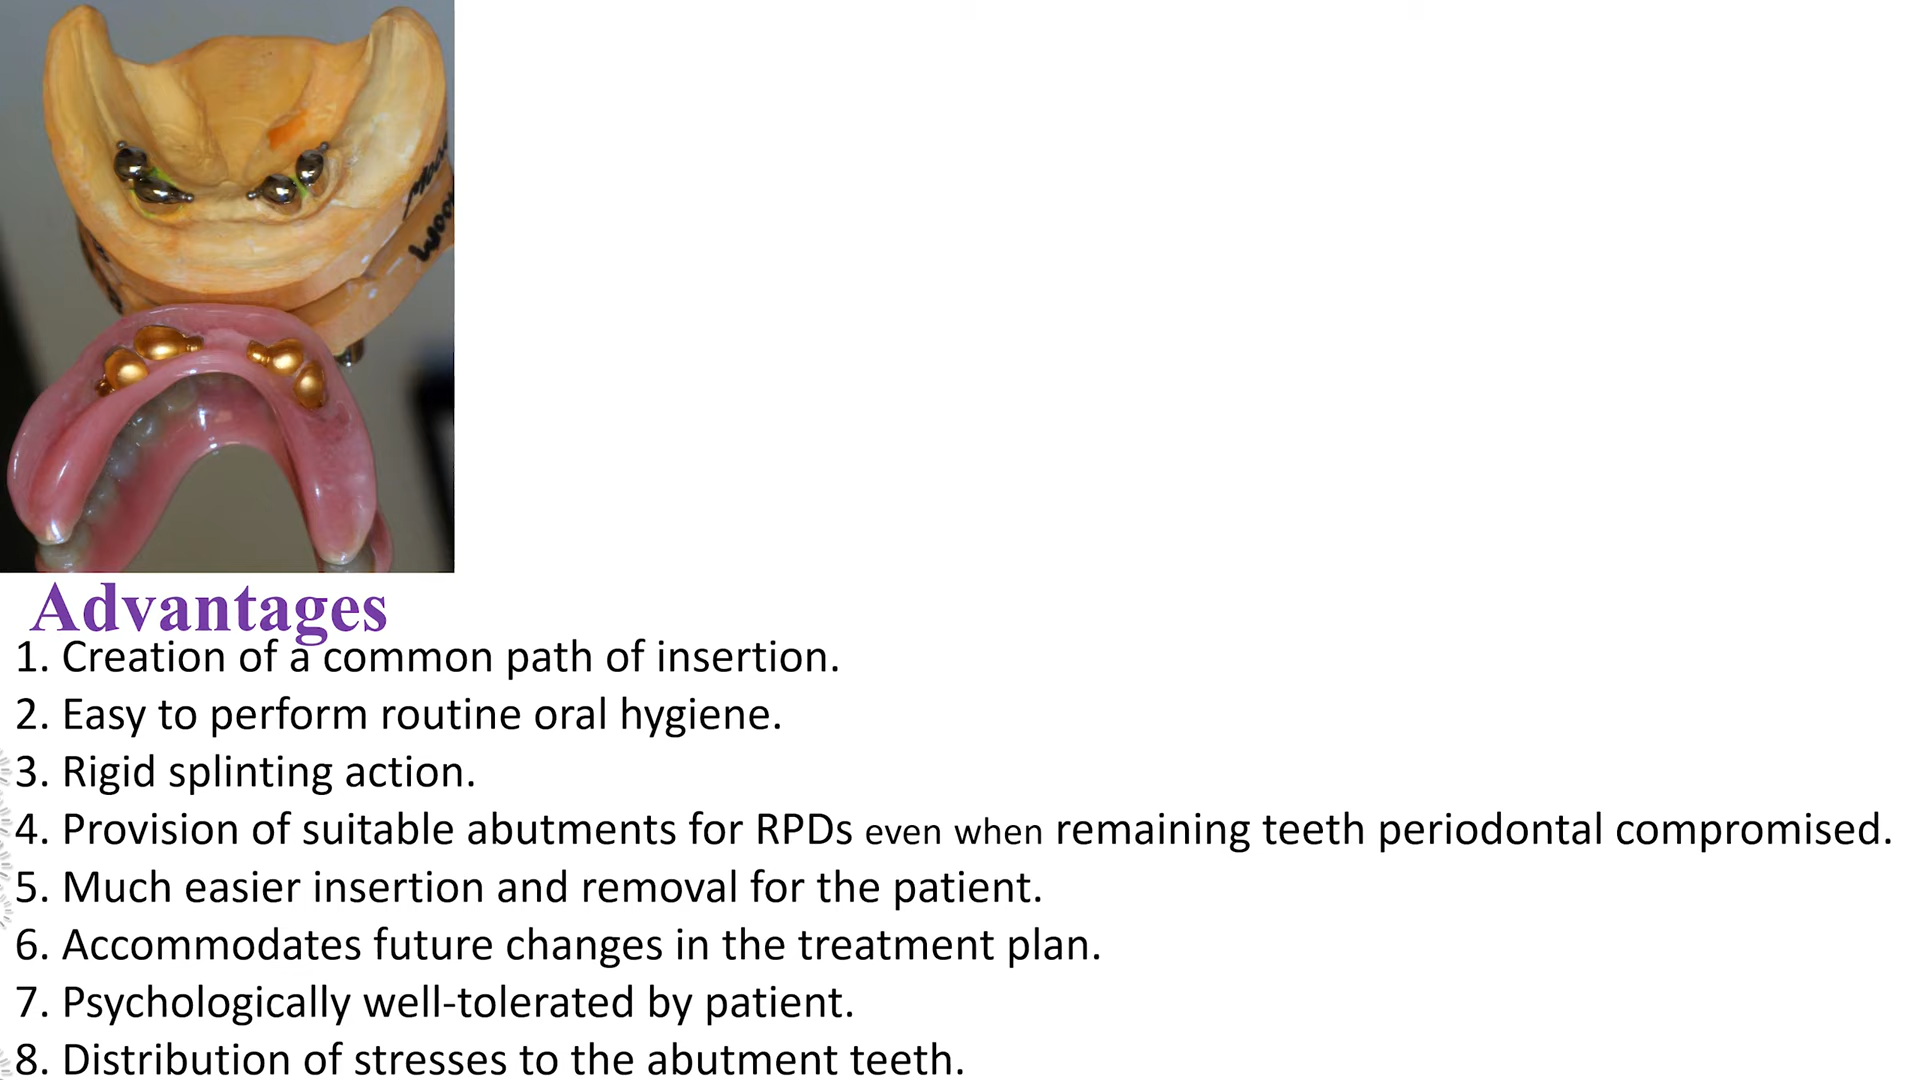 Advantages
1. Creation of a common path of insertion.
2. Easy to perform routine oral hygiene.
3. Rigid splinting action.
4. Provision of suitable abutments for RPDs even when remaining teeth periodontal compromised.
5. Much easier insertion and removal for the patient.
6. Accommodates future changes in the treatment plan.
7. Psychologically well-tolerated by patient.
8. Distribution of stresses to the abutment teeth.